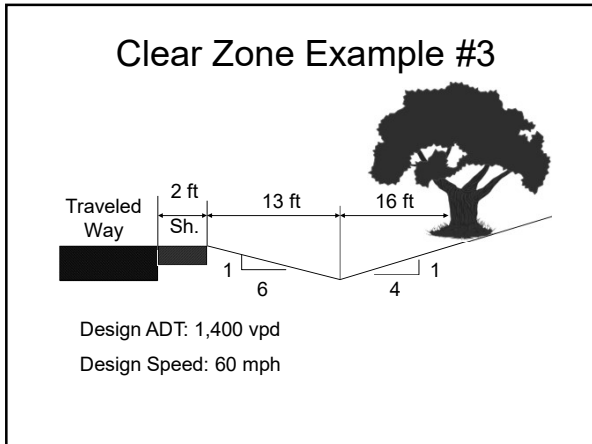 Clear Zone Example #3
2 ft
13 ft
16 ft
Traveled
Way
Sh.
1
6
4
1
Design ADT: 1,400 vpd
Design Speed: 60 mph